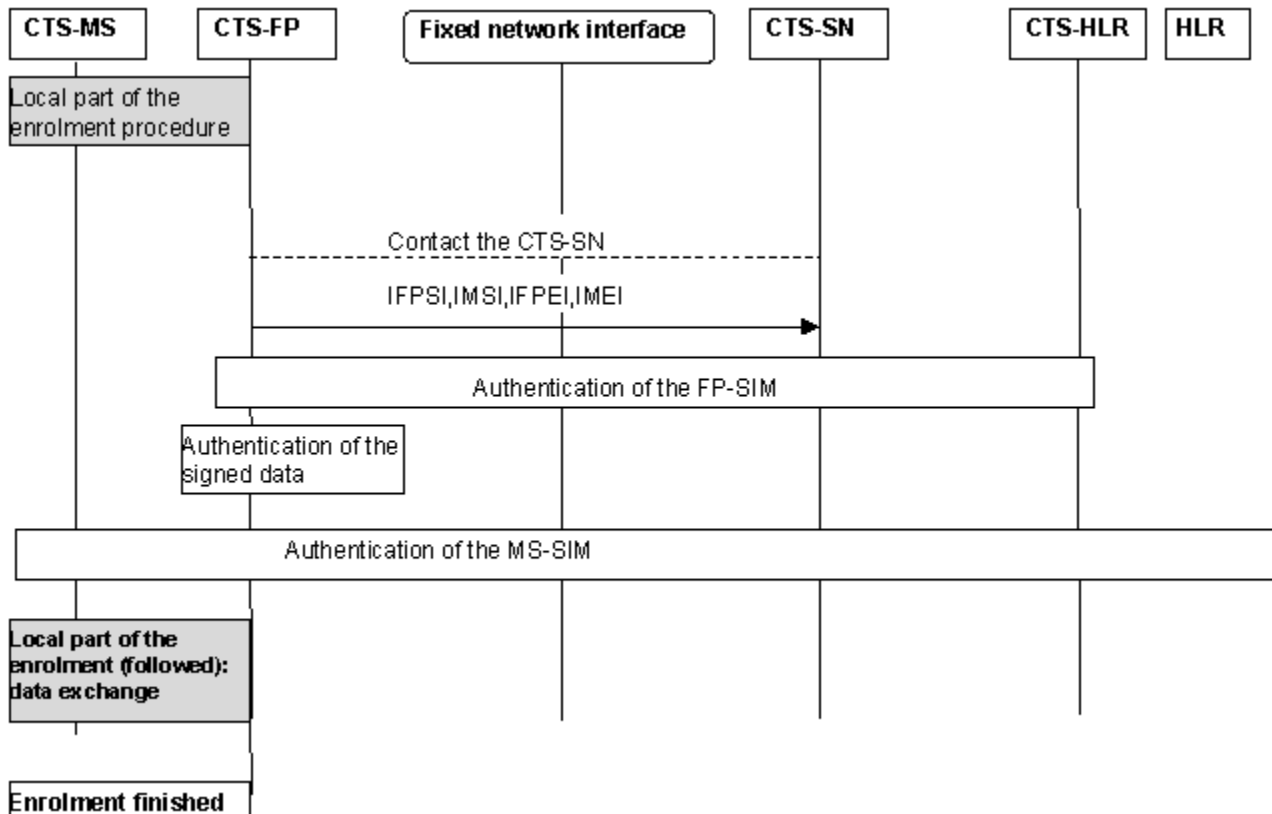 CTS-MS
CTS-FP
Fixed network interface
CTS-SN
CTS-HLR
HLR
Local part of the
enrolment procedure
Contact the CTS-SN
IFPSI,IMSI,IFPEI,IMEI
Authentication of the FP-SIM
Authentication of the
signed data
Authentication of the MS-SIM
Local part of the
enrolment (followed):
data exchange
Enrolment finished